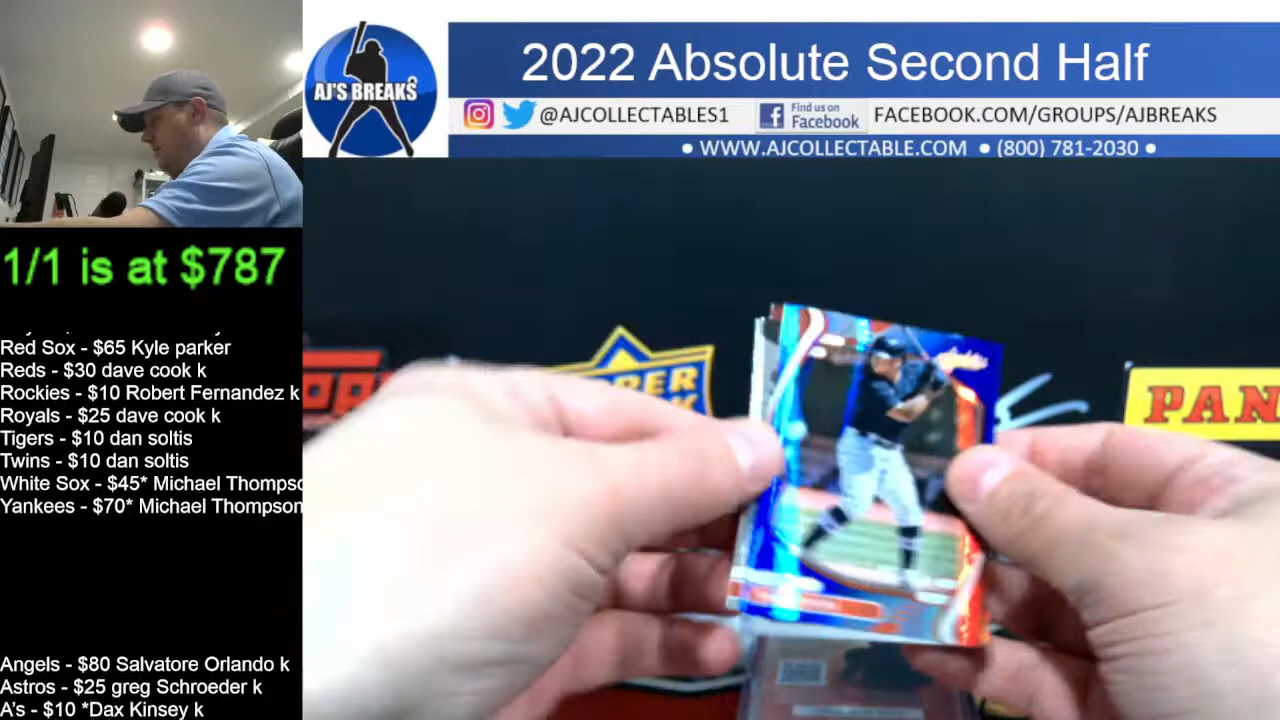 AJ'S BREAKS
2022 Absolute Second Half
@AJCOLLECTABLES1
Find us on
Facebook
FACEBOOK.COM/GROUPS/AJBREAKS
• WWW.AJCOLLECTABLE.COM • (800) 781-2030 •
1/1 is at $787
Red Sox - $65 Kyle parker
Reds - $30 dave cook k
Rockies - $10 Robert Fernandez k
Royals - $25 dave cook k
Tigers - $10 dan soltis
Twins - $10 dan soltis
White Sox - $45* Michael Thompso
Yankees - $70* Michael Thompson
Angels - $80 Salvatore Orlando k
Astros - $25 greg Schroeder k
A's - $10 *Dax Kinsey k
PAN